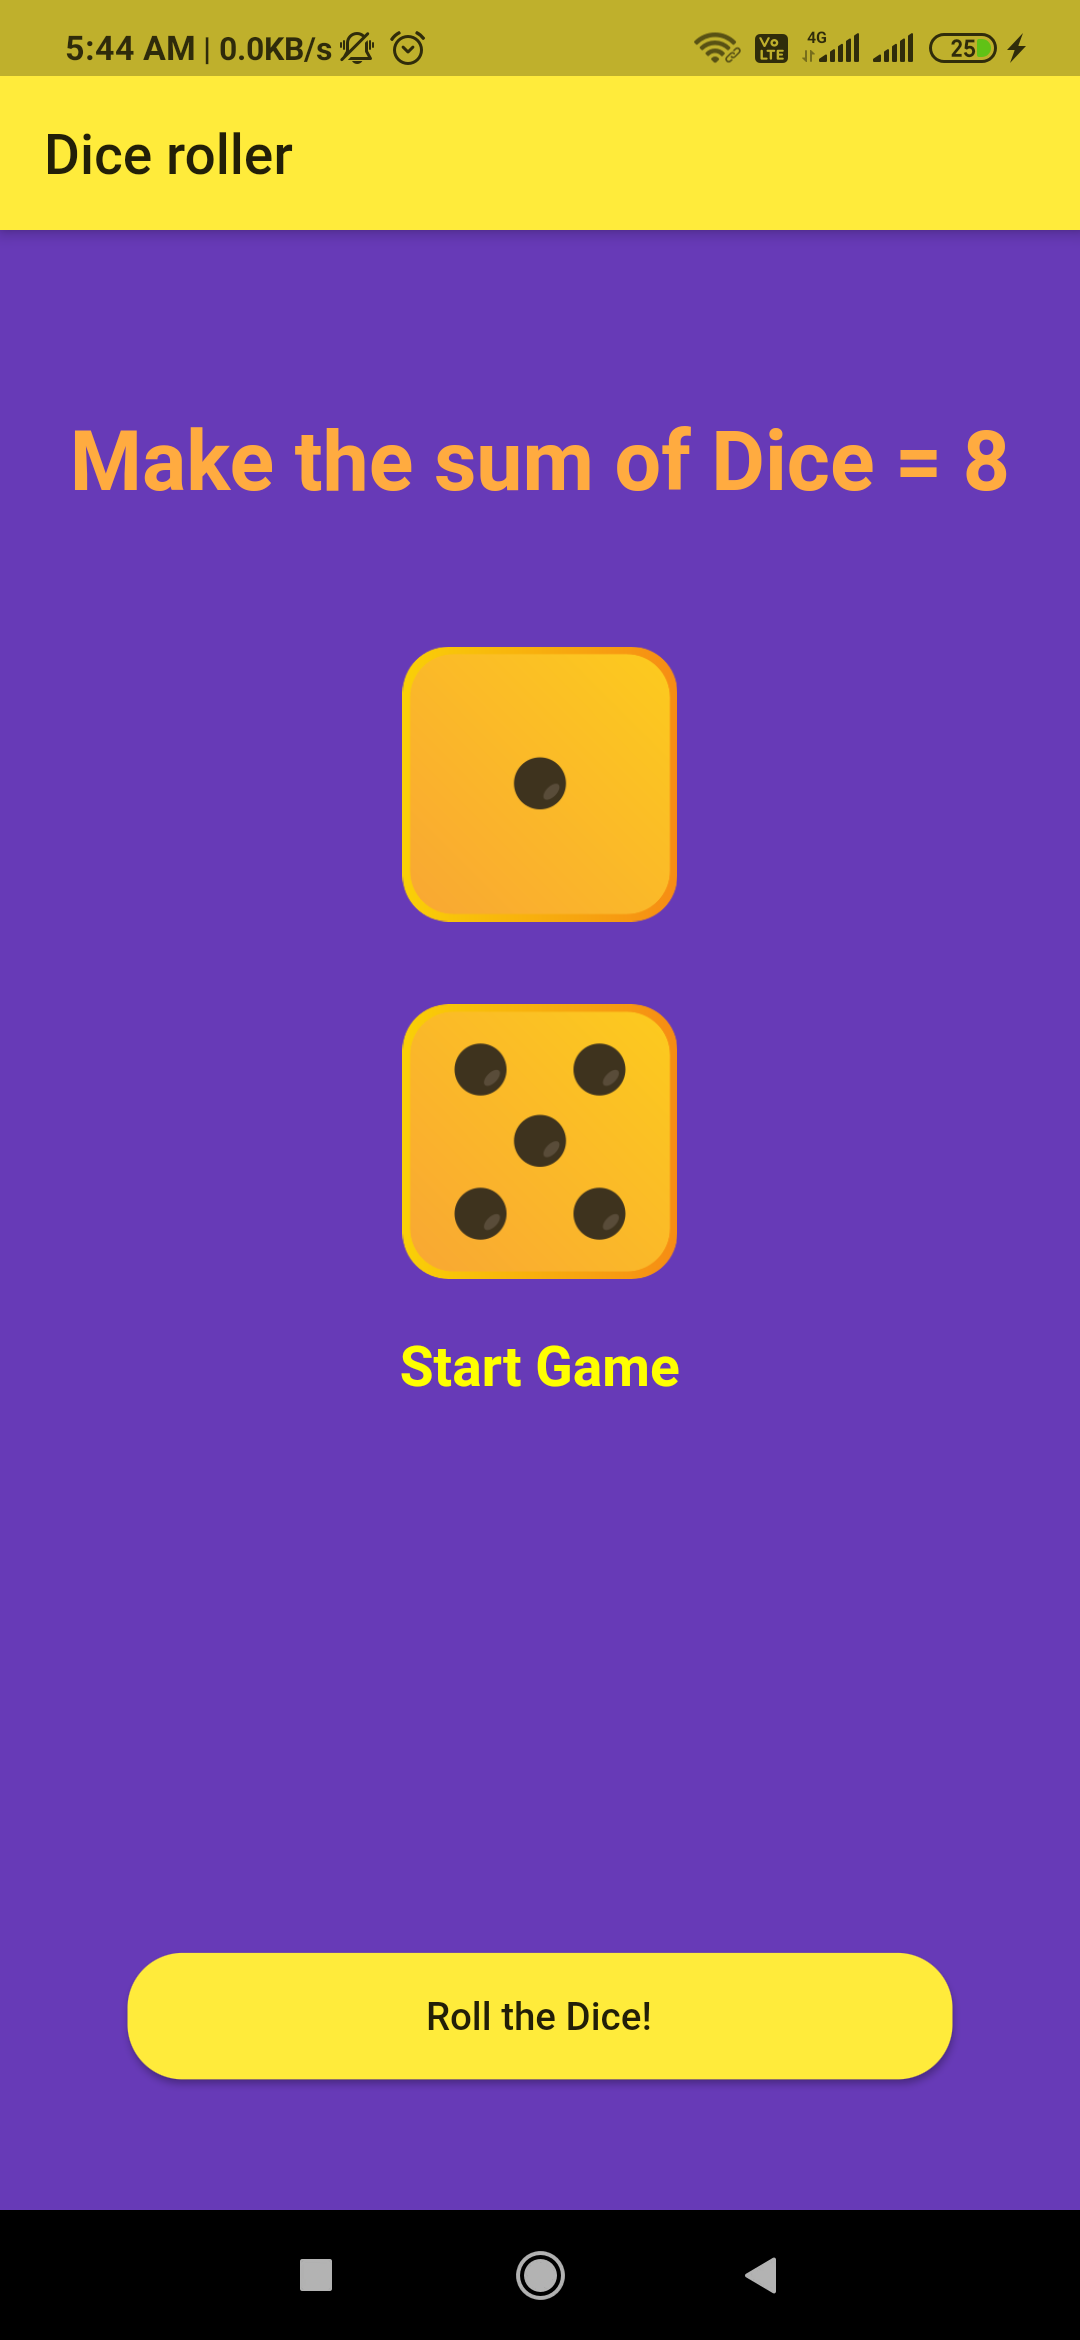 5:44 AM | 0.0KB/s
Vo LTE 4G 25
Dice roller
Make the sum of Dice = 8
Start Game
Roll the Dice!